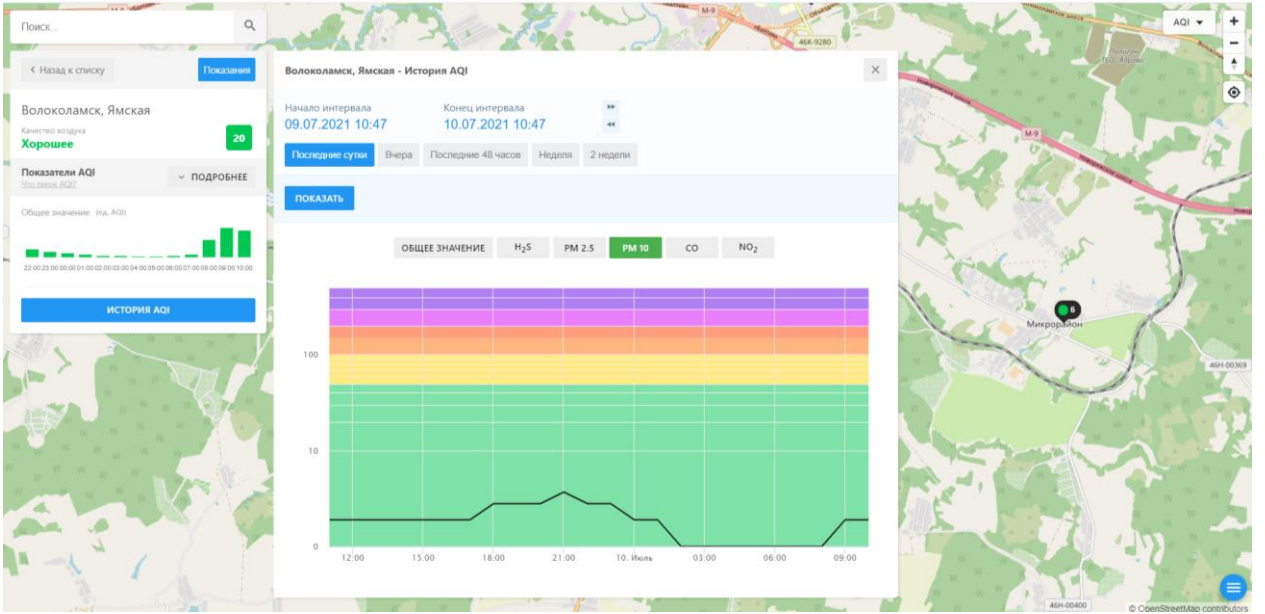 Поиск...
М-9
46К-9280
AQI
+
−
< Назад к списку
Показания
Волоколамск, Ямская
Качество воздуха
Хорошее
20
Показатели AQI
Что такое AQI?
ПОДРОБНЕЕ
Общее значение (ед. AQI)
22:00 23:00 00:00 01:00 02:00 03:00 04:00 05:00 06:00 07:00 08:00 09:00 10:00
ИСТОРИЯ AQI
Волоколамск, Ямская - История AQI
Начало интервала
Конец интервала
09.07.2021 10:47
10.07.2021 10:47
Последние сутки
Вчера
Последние 48 часов
Неделя
2 недели
ПОКАЗАТЬ
ОБЩЕЕ ЗНАЧЕНИЕ
H₂S
PM 2.5
PM 10
CO
NO₂
100
10
0
12:00
15:00
18:00
21:00
10. Июль
03:00
06:00
09:00
М-9
Новорижское шоссе
6
Микрорайон
46Н-00369
46Н-00400
© OpenStreetMap contributors